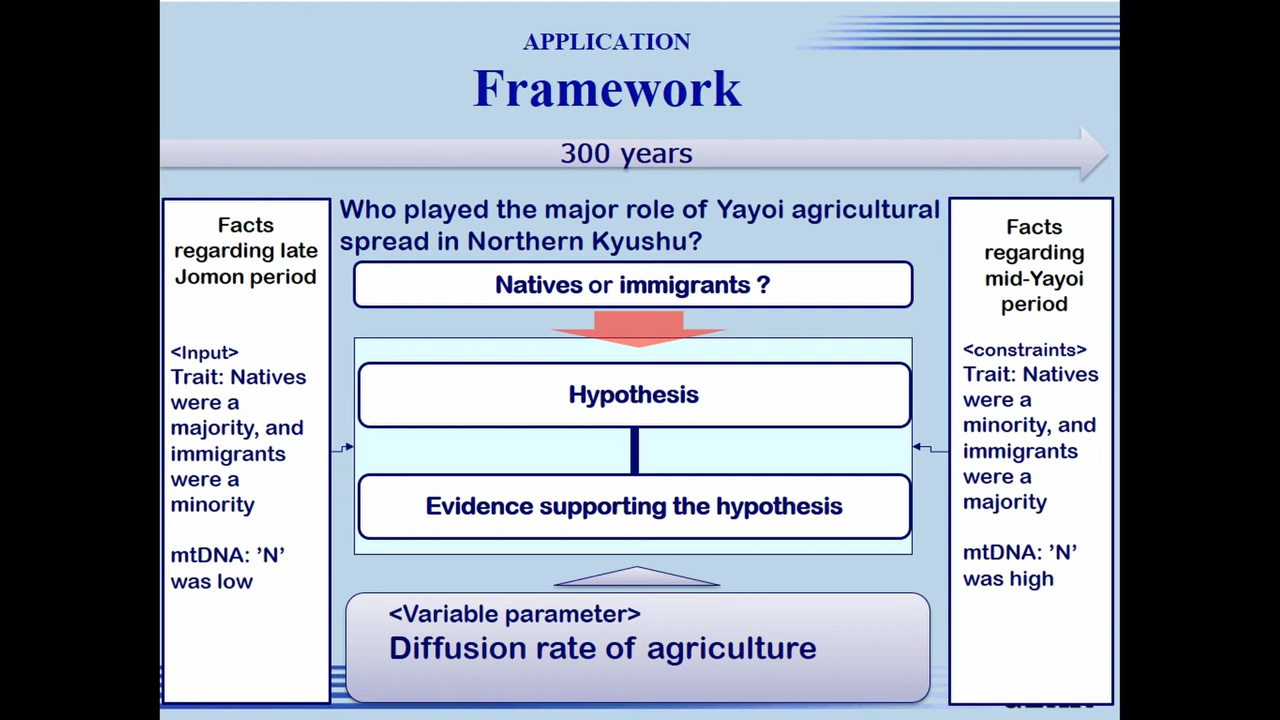 APPLICATION
Framework
300 years
Facts
regarding late
Jomon period
<Input>
Trait: Natives
were a
majority, and
immigrants
were a
minority
mtDNA: ’N’
was low
Who played the major role of Yayoi agricultural
spread in Northern Kyushu?
Natives or immigrants ?
Hypothesis
Evidence supporting the hypothesis
<Variable parameter>
Diffusion rate of agriculture
Facts
regarding
mid-Yayoi
period
<constraints>
Trait: Natives
were a
minority, and
immigrants
were a
majority
mtDNA: ’N’
was high